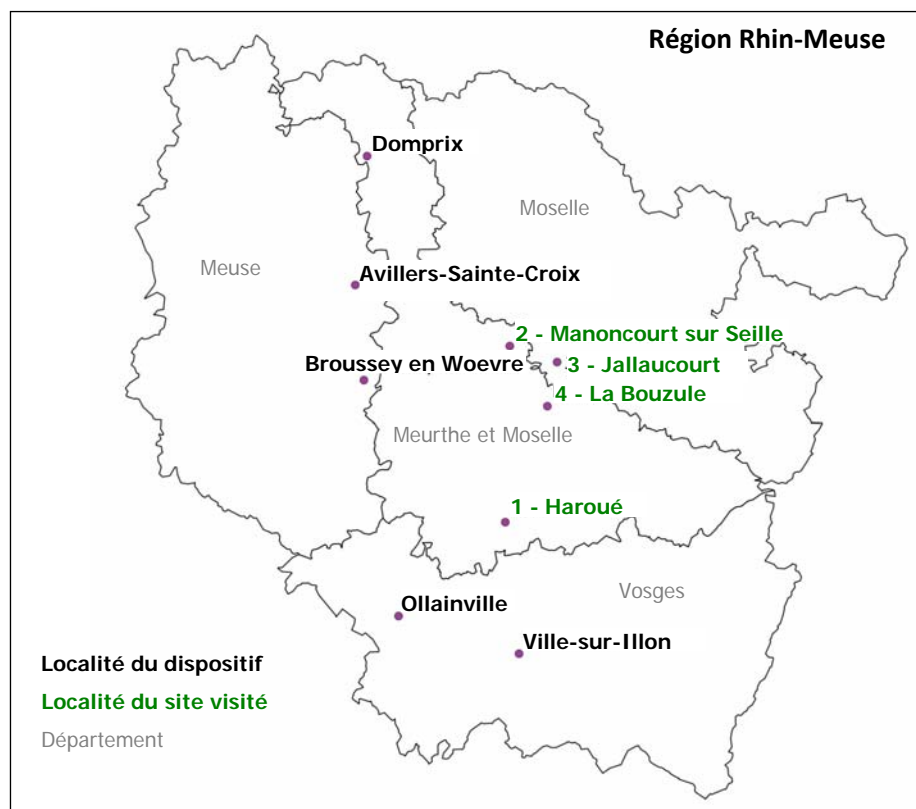 Région Rhin-Meuse
Domprix
Moselle
Meuse
Avillers-Sainte-Croix
2 - Manoncourt sur Seille
Broussey en Woevre
3 - Jallaucourt
4 - La Bouzule
Meurthe et Moselle
1 - Haroué
Vosges
Ollainville
Ville-sur-Illon
Localité du dispositif
Localité du site visité
Département